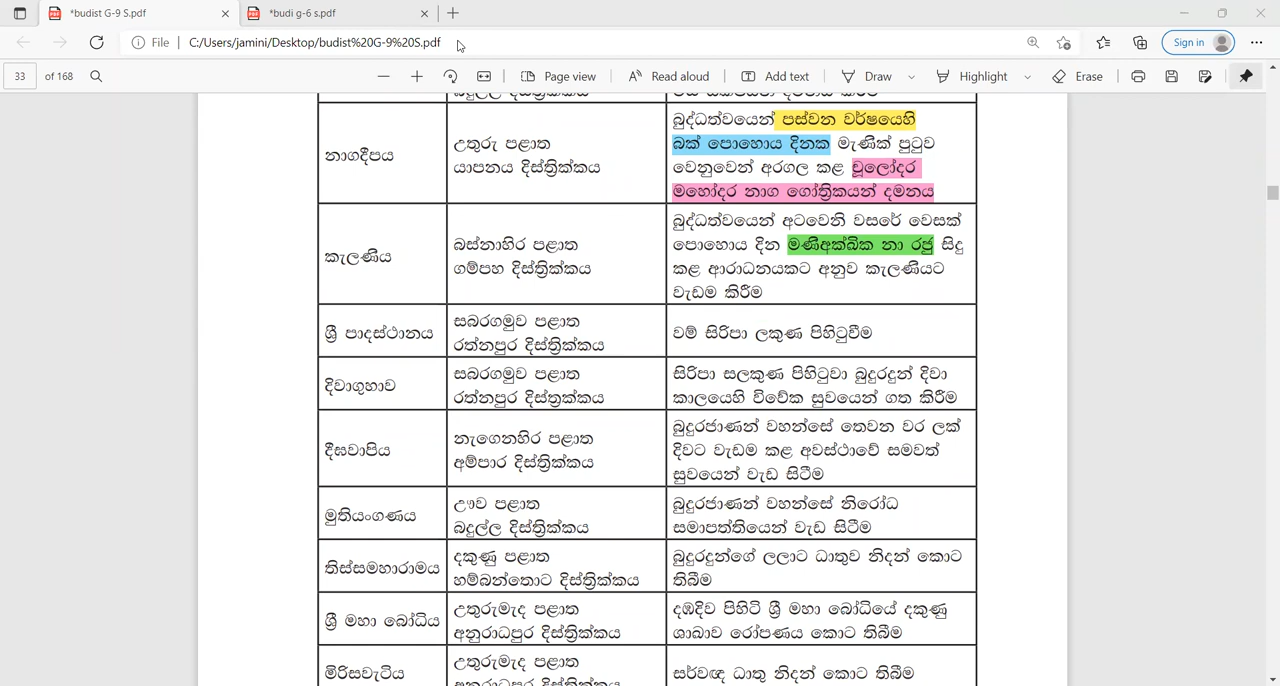 *budist G-9 S.pdf
*budi g-6 s.pdf
File
C:/Users/jamini/Desktop/budist%20G-9%20S.pdf
Sign in
33 of 168
Page view
Read aloud
Add text
Draw
Highlight
Erase
නාගදීපය
උතුරු පළාත
යාපනය දිස්ත්‍රික්කය
බුද්ධත්වයෙන් පස්වන වර්ෂයෙහි
බක් පොහොය දිනක මැණික් පුටුව
වෙනුවෙන් අරගල කළ චූලෝදර
මහෝදර නාග ගෝත්‍රිකයන් දමනය
කැලණිය
බස්නාහිර පළාත
ගම්පහ දිස්ත්‍රික්කය
බුද්ධත්වයෙන් අටවෙනි වසරේ වෙසක්
පොහොය දින මණිඅක්ඛික නා රජු සිදු
කළ ආරාධනයකට අනුව කැලණියට
වැඩම කිරීම
ශ්‍රී පාදස්ථානය
සබරගමුව පළාත
රත්නපුර දිස්ත්‍රික්කය
වම් සිරිපා ලකුණ පිහිටුවීම
දිවාගුහාව
සබරගමුව පළාත
රත්නපුර දිස්ත්‍රක්කය
සිරිපා සලකුණ පිහිටුවා බුදුරදුන් දිවා
කාලයෙහි විවේක සුවයෙන් ගත කිරීම
දීඝවාපිය
නැගෙනහිර පළාත
අම්පාර දිස්ත්‍රික්කය
බුදුරජාණන් වහන්සේ තෙවන වර ලක්
දිවට වැඩම කළ අවස්ථාවේ සමවත්
සුවයෙන් වැඩ සිටීම
මුතියංගණය
ඌව පළාත
බදුල්ල දිස්ත්‍රික්කය
බුදුරජාණන් වහන්සේ නිරෝධ
සමාපත්තියෙන් වැඩ සිටීම
තිස්සමහාරාමය
දකුණු පළාත
හම්බන්තොට දිස්ත්‍රික්කය
බුදුරදුන්ගේ ලලාට ධාතුව නිදන් කොට
තිබීම
ශ්‍රී මහා බෝධිය
උතුරුමැද පළාත
අනුරාධපුර දිස්ත්‍රික්කය
දඹදිව පිහිටි ශ්‍රී මහා බෝධියේ දකුණු
ශාඛාව රෝපණය කොට තිබීම
මිරිසවැටිය
උතුරුමැද පළාත
සර්වඥ ධාතු නිදන් කොට තිබීම